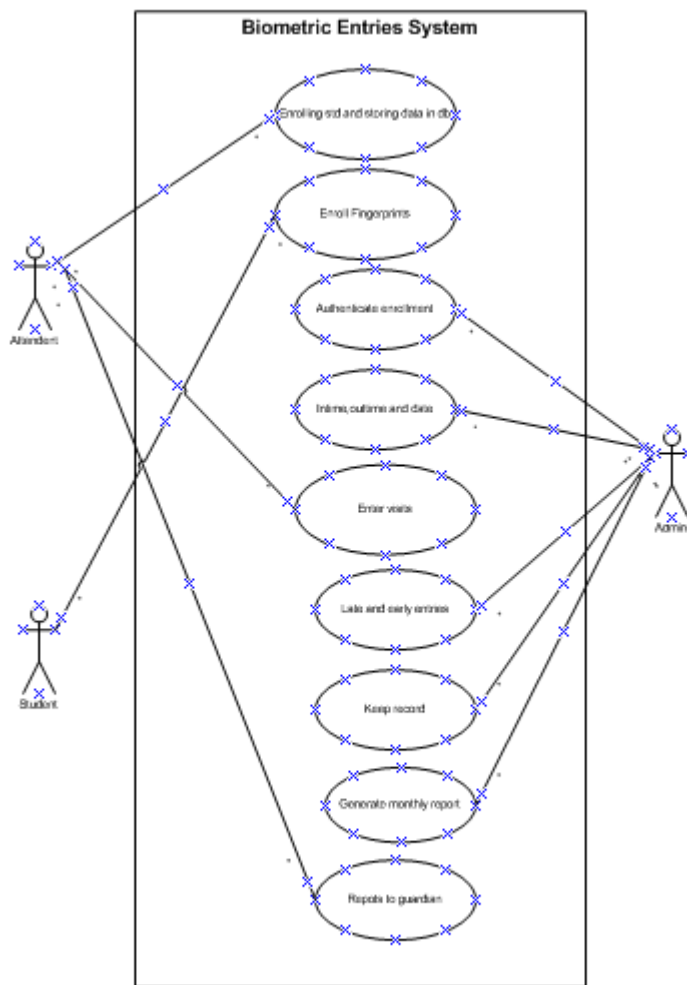 Biometric Entries System
Enrolling std and storing data in db
Enroll Fingerprints
Attendent
Authenticate enrollment
Intime,outtime and date
Admin
Enter visits
Late and early entries
Student
Keep record
Generate monthly report
Repots to guardian